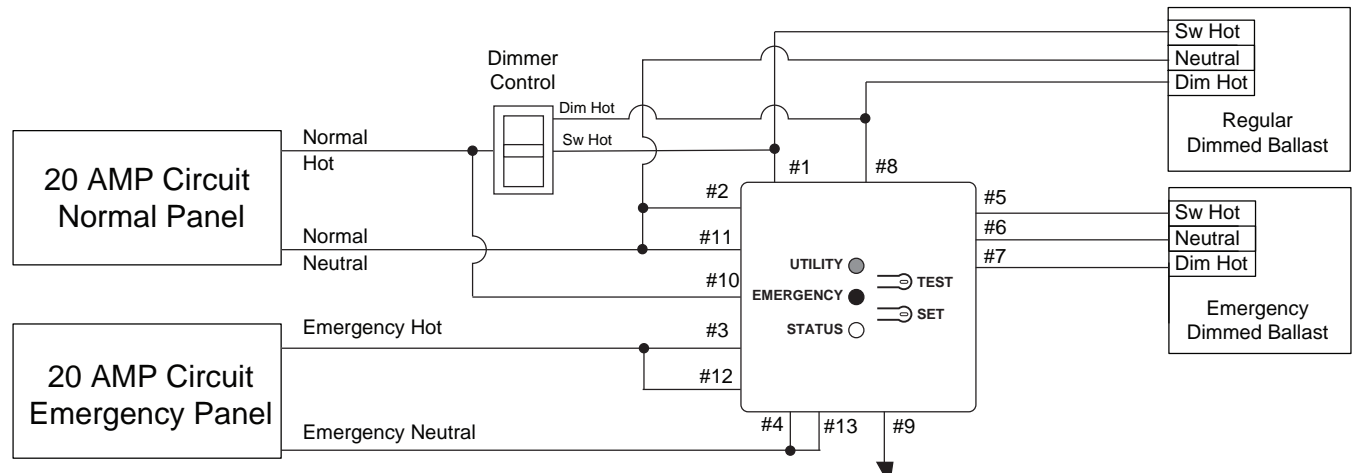 20 AMP Circuit
Normal Panel
Normal
Hot
Normal
Neutral
20 AMP Circuit
Emergency Panel
Emergency Hot
Emergency Neutral
Dimmer
Control
Dim Hot
Sw Hot
#1
#8
#2
#11
#10
#3
#12
#4
#13
#9
#5
#6
#7
UTILITY
EMERGENCY
STATUS
TEST
SET
Sw Hot
Neutral
Dim Hot
Regular
Dimmed Ballast
Sw Hot
Neutral
Dim Hot
Emergency
Dimmed Ballast